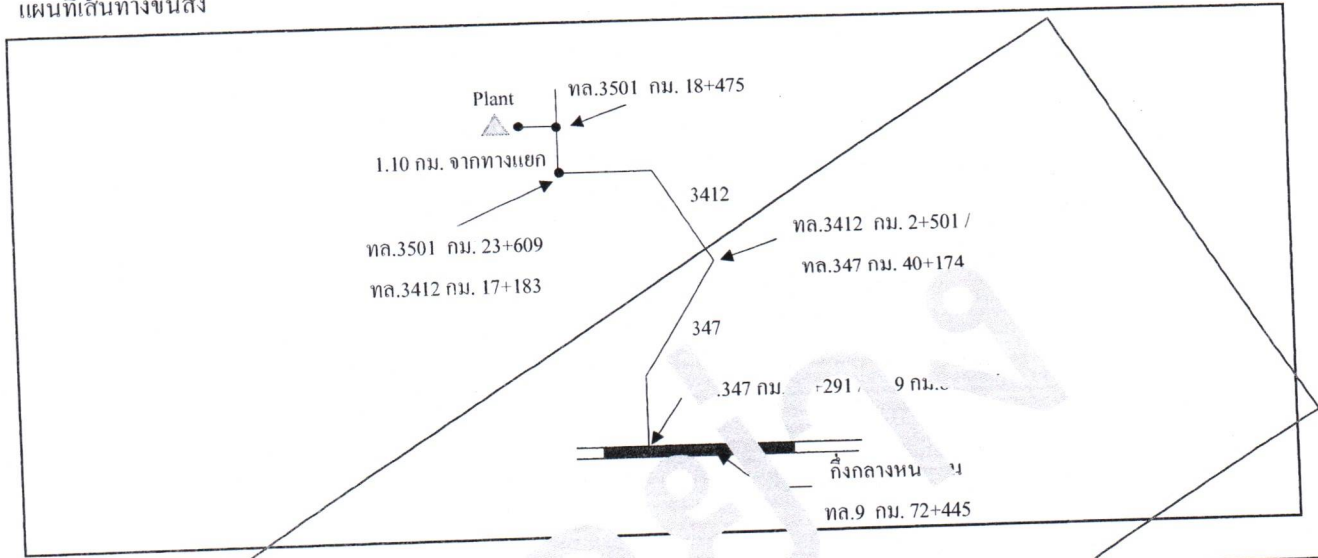 แผนที่เส้นทางขนส่ง
Plant
ทล.3501 กม. 18+475
1.10 กม. จากทางแยก
3412
ทล.3501 กม. 23+609
ทล.3412 กม. 17+183
ทล.3412 กม. 2+501 /
ทล.347 กม. 40+174
347
.347 กม. +291 / 9 กม.
กึ่งกลางหน
ทล.9 กม. 72+445